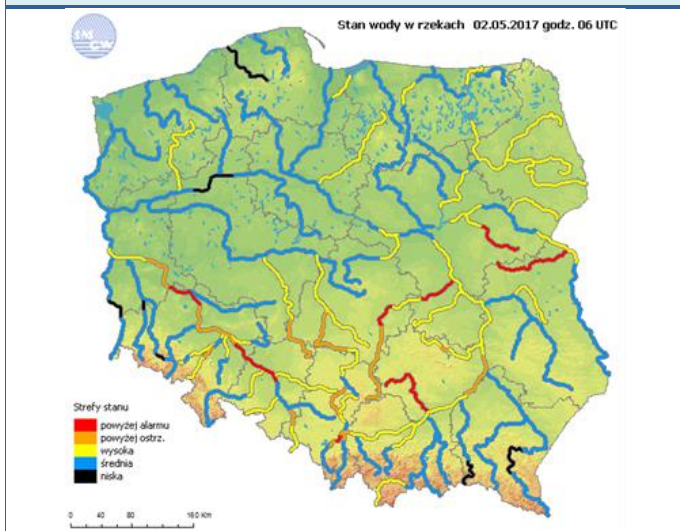 Stan wody w rzekach 02.05.2017 godz. 06 UTC
Strefy stanu
powyżej alarmu
powyżej ostrz.
wysoka
średnia
niska
0 40 80 160 Km